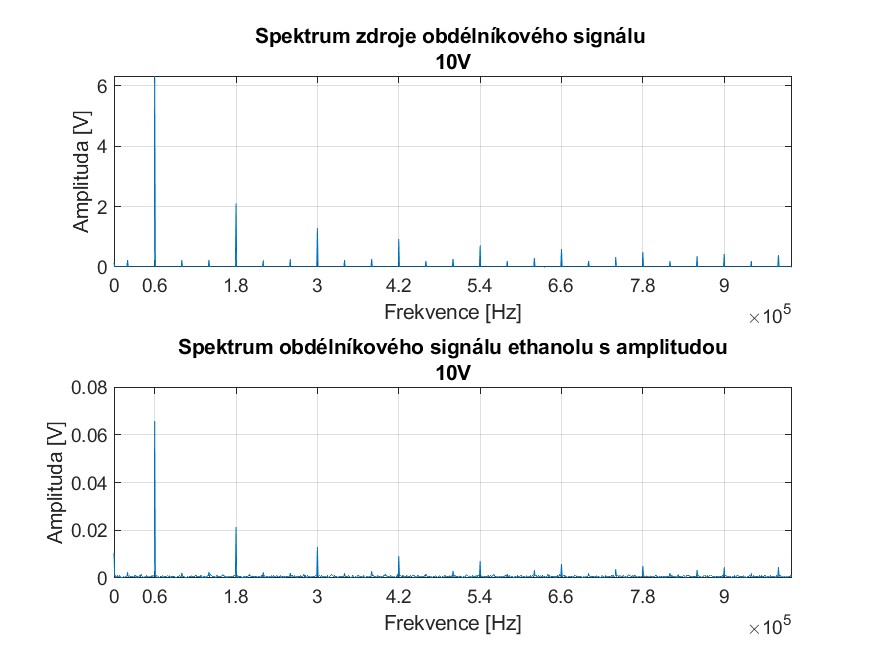 Spektrum zdroje obdélníkového signálu
10V
Amplituda [V]
6
4
2
0
0 0.6 1.8 3 4.2 5.4 6.6 7.8 9
Frekvence [Hz]
×10^5
Spektrum obdélníkového signálu ethanolu s amplitudou
10V
Amplituda [V]
0.08
0.06
0.04
0.02
0
0 0.6 1.8 3 4.2 5.4 6.6 7.8 9
Frekvence [Hz]
×10^5